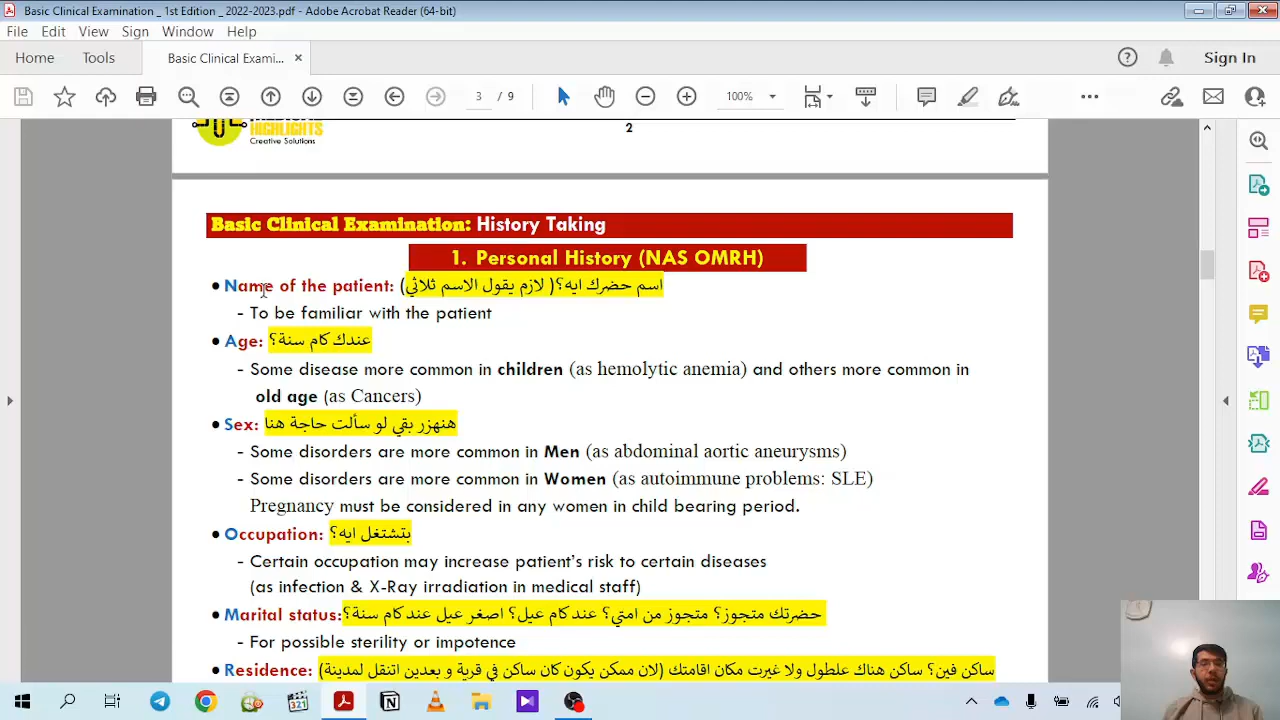 Basic Clinical Examination _ 1st Edition _ 2022-2023.pdf - Adobe Acrobat Reader (64-bit)
File Edit View Sign Window Help
Home Tools Basic Clinical Exami... × Sign In
3 / 9 100%
HIGHLIGHTS
Creative Solutions
2
Basic Clinical Examination: History Taking
1. Personal History (NAS OMRH)
• Name of the patient: (اسم حضرك ايه؟( لازم يقول الاسم ثلاثي
- To be familiar with the patient
• Age: عندك كام سنة؟
- Some disease more common in children (as hemolytic anemia) and others more common in
old age (as Cancers)
• Sex: هنهزر بقي لو سألت حاجة هنا
- Some disorders are more common in Men (as abdominal aortic aneurysms)
- Some disorders are more common in Women (as autoimmune problems: SLE)
Pregnancy must be considered in any women in child bearing period.
• Occupation: بتشتغل ايه؟
- Certain occupation may increase patient's risk to certain diseases
(as infection & X-Ray irradiation in medical staff)
• Marital status: حضرتك متجوز؟ متجوز من امتي؟ عند كام عيل؟ اصغر عيل عند كام سنة؟
- For possible sterility or impotence
• Residence: ساكن فين؟ ساكن هناك علطول ولا غيرت مكان اقامتك (لان ممكن يكون كان ساكن في قرية و بعدين اتنقل لمدينة)